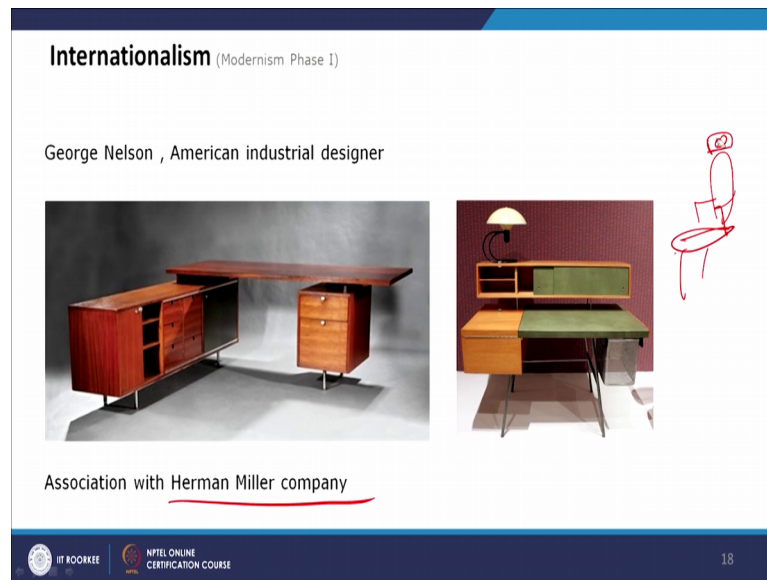 Internationalism (Modernism Phase I)
George Nelson , American industrial designer
Association with Herman Miller company
IIT ROORKEE
NPTEL ONLINE
CERTIFICATION COURSE
18